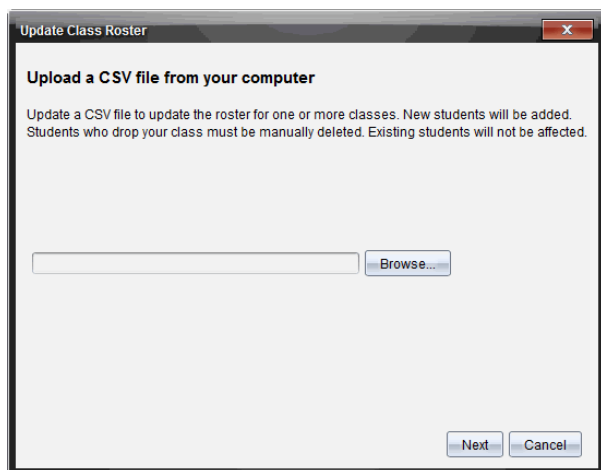 Update Class Roster
X
Upload a CSV file from your computer
Update a CSV file to update the roster for one or more classes. New students will be added.
Students who drop your class must be manually deleted. Existing students will not be affected.
Browse...
Next Cancel